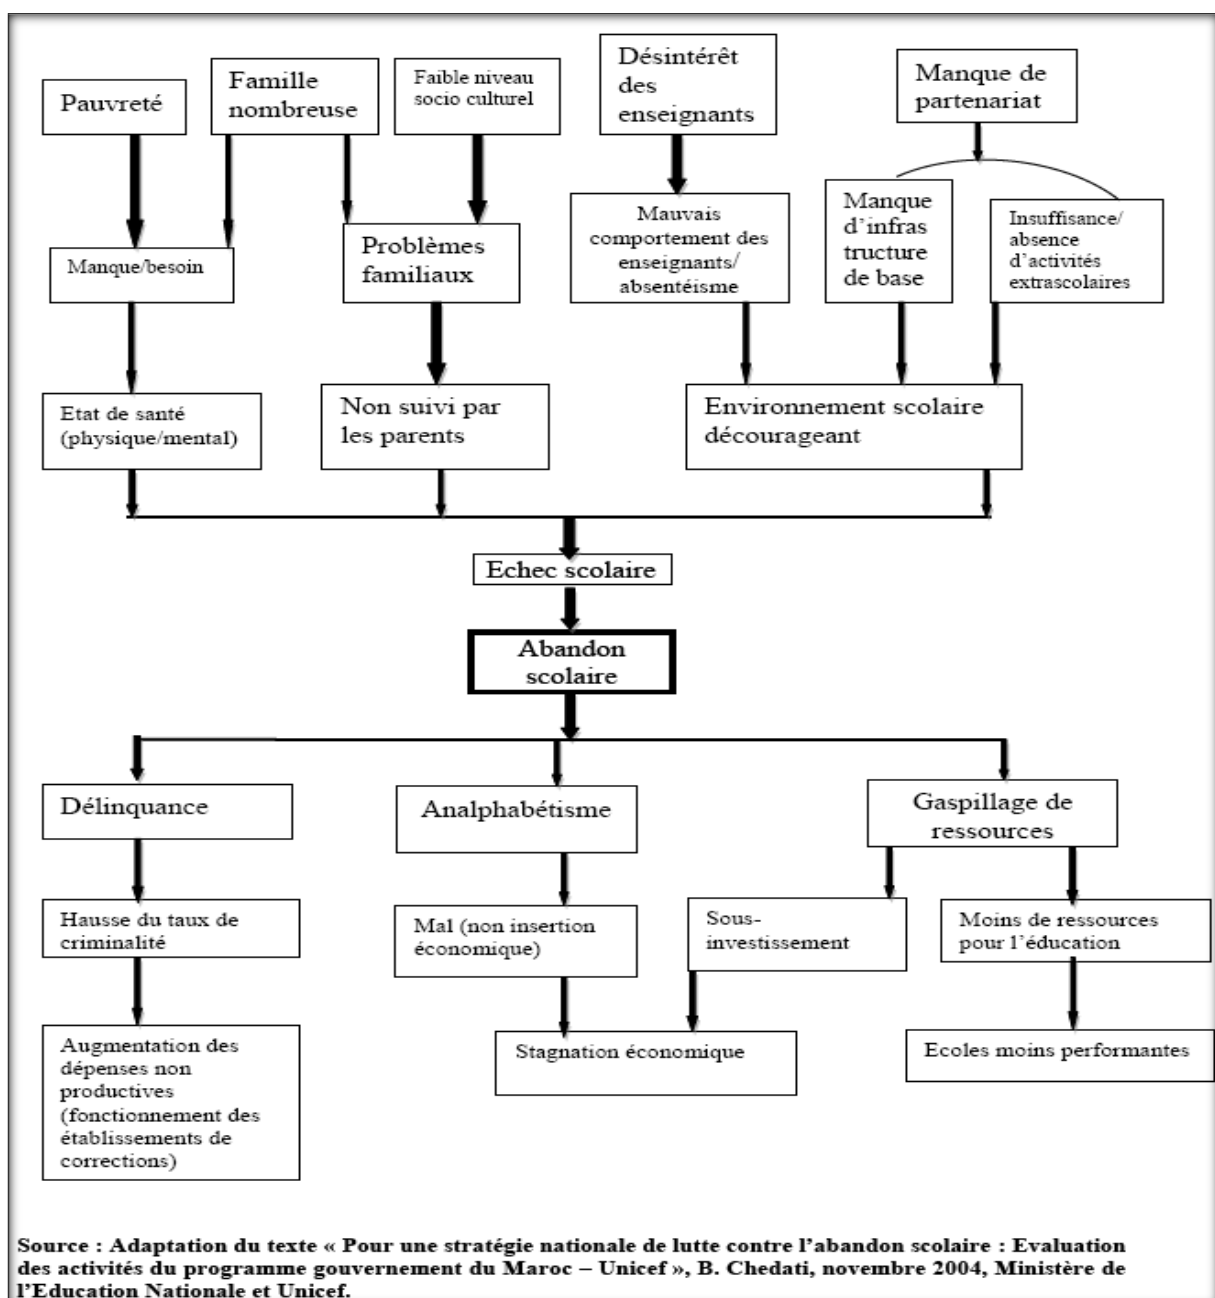 Pauvreté
Famille
nombreuse
Faible niveau
socio culturel
Désintérêt
des
enseignants
Manque de
partenariat
Manque/besoin
Problèmes
familiaux
Mauvais
comportement des
enseignants/
absentéisme
Manque
d’infras
tructure
de base
Insuffisance/
absence
d’activités
extrascolaires
Etat de santé
(physique/mental)
Non suivi par
les parents
Environnement scolaire
décourageant
Echec scolaire
Abandon
scolaire
Délinquance
Analphabétisme
Gaspillage de
ressources
Hausse du taux de
criminalité
Mal (non insertion
économique)
Sous-
investissement
Moins de ressources
pour l’éducation
Augmentation des
dépenses non
productives
(fonctionnement des
établissements de
corrections)
Stagnation économique
Ecoles moins performantes
Source : Adaptation du texte « Pour une stratégie nationale de lutte contre l’abandon scolaire : Evaluation
des activités du programme gouvernement du Maroc – Unicef », B. Chedati, novembre 2004, Ministère de
l’Education Nationale et Unicef.